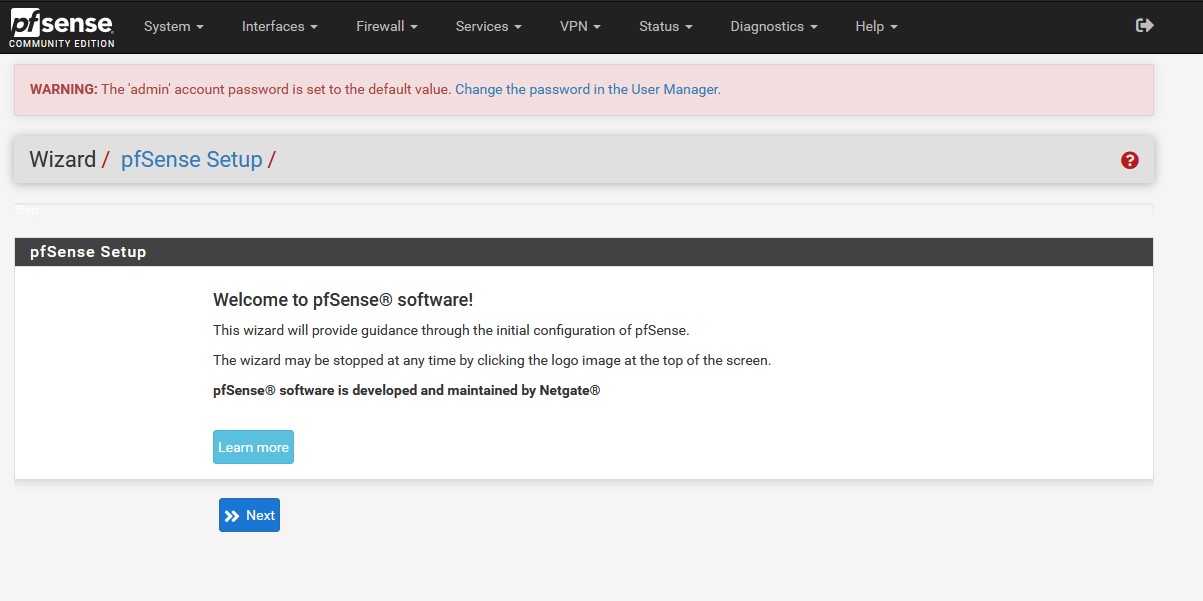 pfsense
COMMUNITY EDITION
System Interfaces Firewall Services VPN Status Diagnostics Help
WARNING: The 'admin' account password is set to the default value. Change the password in the User Manager.
Wizard / pfSense Setup /
Step
pfSense Setup
Welcome to pfSense® software!
This wizard will provide guidance through the initial configuration of pfSense.
The wizard may be stopped at any time by clicking the logo image at the top of the screen.
pfSense® software is developed and maintained by Netgate®
Learn more
Next